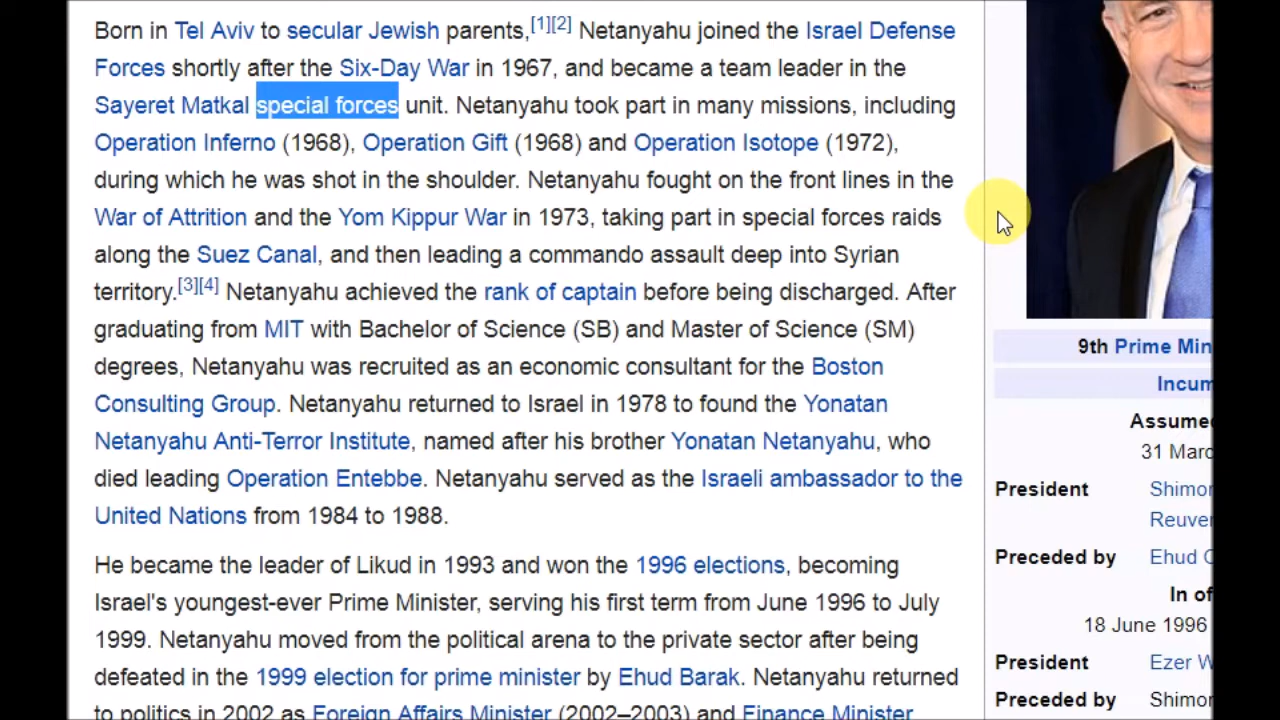 Born in Tel Aviv to secular Jewish parents,[1][2] Netanyahu joined the Israel Defense
Forces shortly after the Six-Day War in 1967, and became a team leader in the
Sayeret Matkal special forces unit. Netanyahu took part in many missions, including
Operation Inferno (1968), Operation Gift (1968) and Operation Isotope (1972),
during which he was shot in the shoulder. Netanyahu fought on the front lines in the
War of Attrition and the Yom Kippur War in 1973, taking part in special forces raids
along the Suez Canal, and then leading a commando assault deep into Syrian
territory.[3][4] Netanyahu achieved the rank of captain before being discharged. After
graduating from MIT with Bachelor of Science (SB) and Master of Science (SM)
degrees, Netanyahu was recruited as an economic consultant for the Boston
Consulting Group. Netanyahu returned to Israel in 1978 to found the Yonatan
Netanyahu Anti-Terror Institute, named after his brother Yonatan Netanyahu, who
died leading Operation Entebbe. Netanyahu served as the Israeli ambassador to the
United Nations from 1984 to 1988.
He became the leader of Likud in 1993 and won the 1996 elections, becoming
Israel's youngest-ever Prime Minister, serving his first term from June 1996 to July
1999. Netanyahu moved from the political arena to the private sector after being
defeated in the 1999 election for prime minister by Ehud Barak. Netanyahu returned
to politics in 2002 as Foreign Affairs Minister (2002–2003) and Finance Minister
9th Prime Min
Incum
Assume
31 Marc
President Shimon
Reuven
Preceded by Ehud O
In of
18 June 1996
President Ezer W
Preceded by Shimon